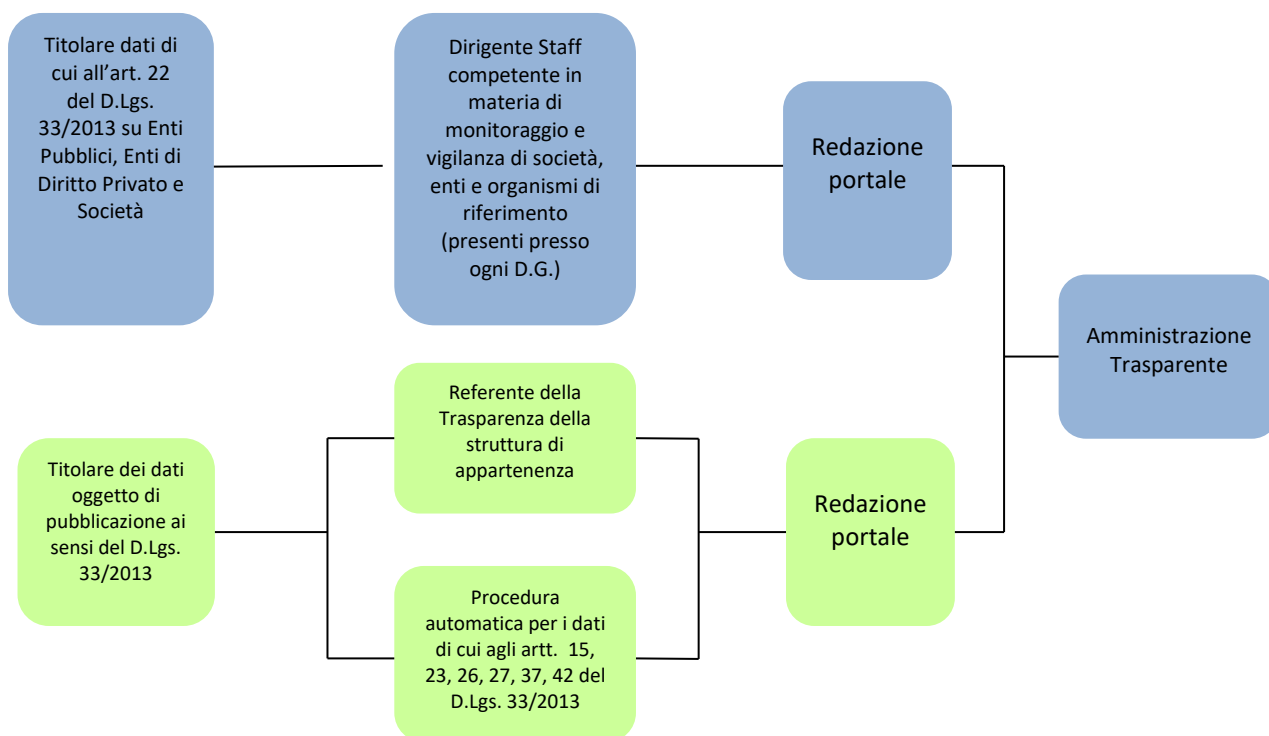 Titolare dati di
cui all’art. 22
del D.Lgs.
33/2013 su Enti
Pubblici, Enti di
Diritto Privato e
Società
Dirigente Staff
competente in
materia di
monitoraggio e
vigilanza di società,
enti e organismi di
riferimento
(presenti presso
ogni D.G.)
Redazione
portale
Amministrazione
Trasparente
Titolare dei dati
oggetto di
pubblicazione ai
sensi del D.Lgs.
33/2013
Referente della
Trasparenza della
struttura di
appartenenza
Procedura
automatica per i dati
di cui agli artt. 15,
23, 26, 27, 37, 42 del
D.Lgs. 33/2013
Redazione
portale